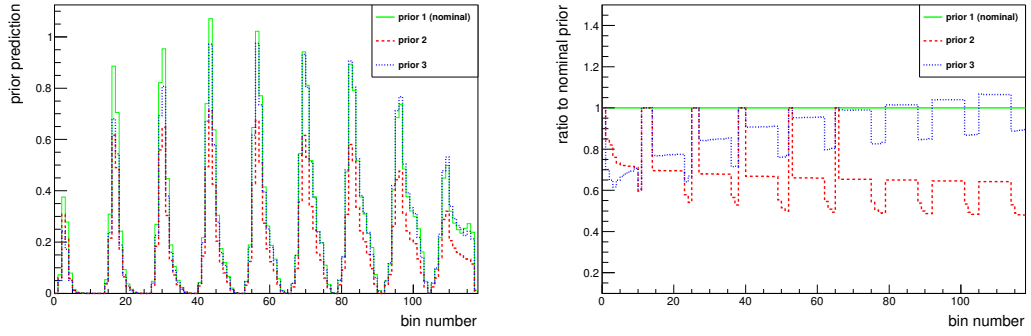 prior prediction
1
0.8
0.6
0.4
0.2
0
0 20 40 60 80 100
bin number
prior 1 (nominal)
prior 2
prior 3
ratio to nominal prior
1.4
1.2
1
0.8
0.6
0.4
0.2
0 20 40 60 80 100
bin number
prior 1 (nominal)
prior 2
prior 3